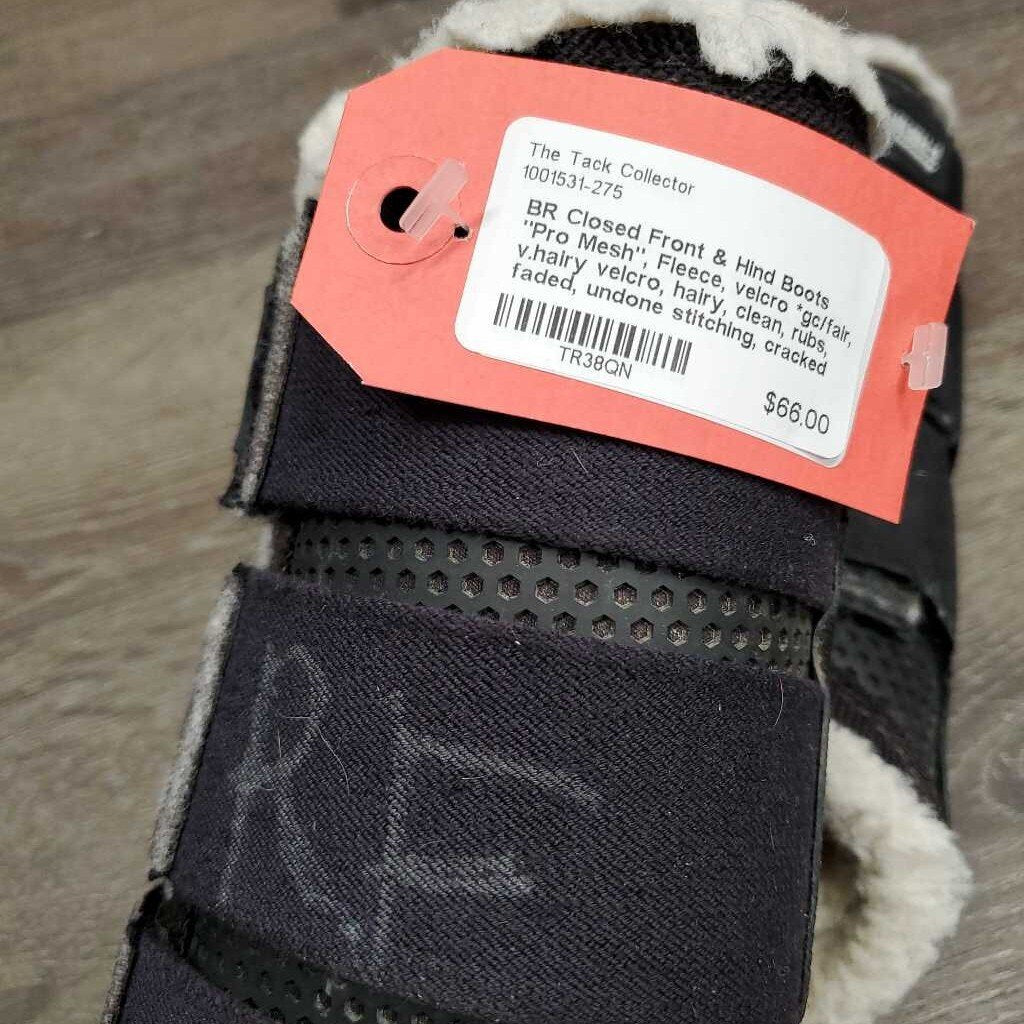 The Tack Collector
1001531-275
BR Closed Front & Hind Boots
"Pro Mesh", Fleece, velcro *gc/fair,
v.hairy velcro, hairy, clean, rubs,
faded, undone stitching, cracked
TR38QN
$66.00
RF